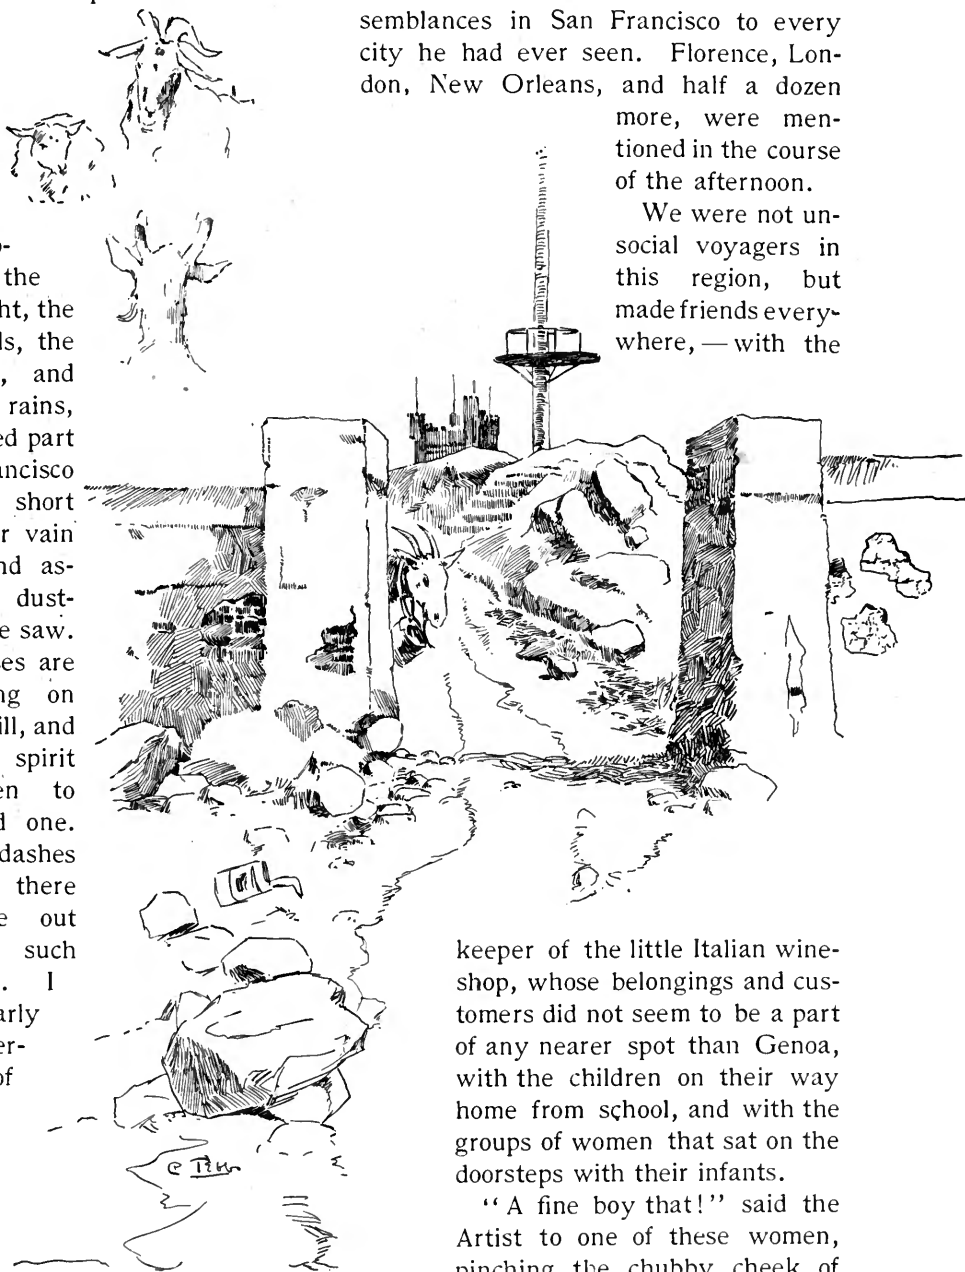 the
ht, the
ls, the
, and
rains,
ed part
ancisco
short
r vain
nd as-
dust-
e saw.
ses are
ng on
ill, and
spirit
en to
d one.
dashes
there
e out
such
. I
arly
er-
of
semblances in San Francisco to every
city he had ever seen. Florence, Lon-
don, New Orleans, and half a dozen
more, were men-
tioned in the course
of the afternoon.
We were not un-
social voyagers in
this region, but
made friends every-
where, — with the
keeper of the little Italian wine-
shop, whose belongings and cus-
tomers did not seem to be a part
of any nearer spot than Genoa,
with the children on their way
home from school, and with the
groups of women that sat on the
doorsteps with their infants.
“A fine boy that!” said the
Artist to one of these women,
pinching the chubby cheek of